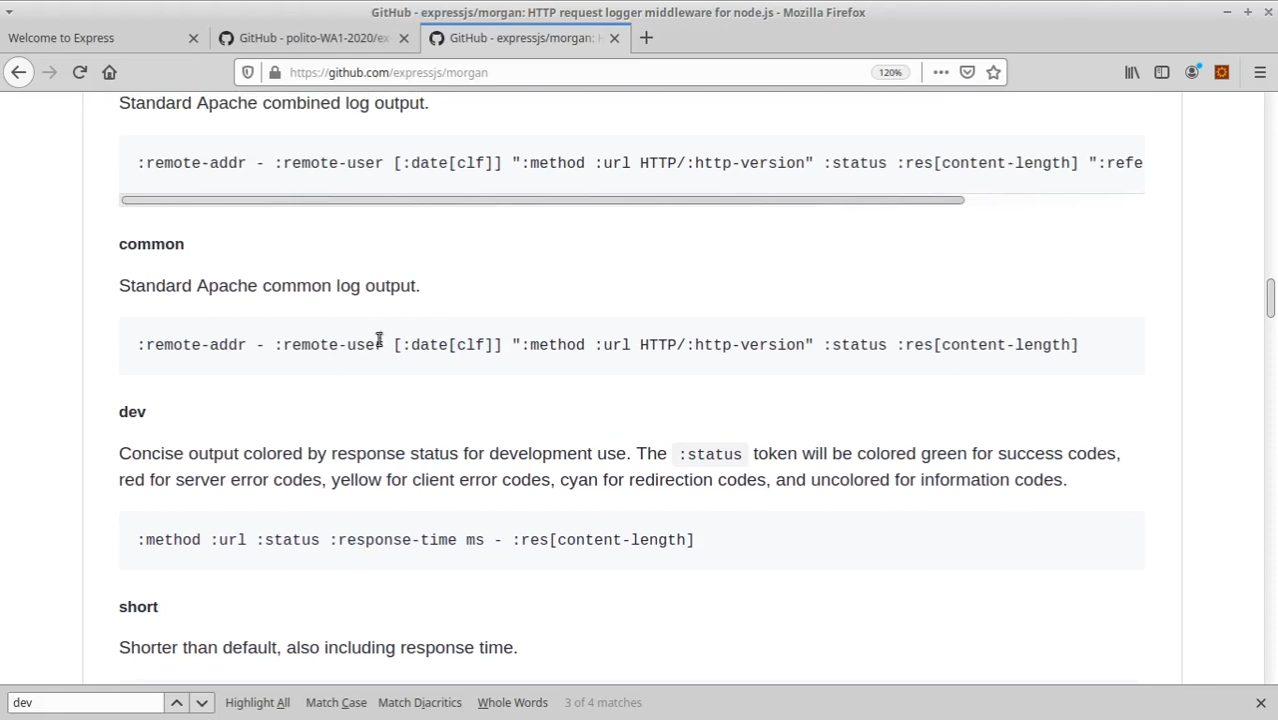 GitHub - expressjs/morgan: HTTP request logger middleware for node.js - Mozilla Firefox
Welcome to Express
GitHub - polito-WA1-2020/ex
GitHub - expressjs/morgan: H
https://github.com/expressjs/morgan
120%
Standard Apache combined log output.
:remote-addr - :remote-user [:date[clf]] ":method :url HTTP/:http-version" :status :res[content-length] ":refe
common
Standard Apache common log output.
:remote-addr - :remote-user [:date[clf]] ":method :url HTTP/:http-version" :status :res[content-length]
dev
Concise output colored by response status for development use. The :status token will be colored green for success codes,
red for server error codes, yellow for client error codes, cyan for redirection codes, and uncolored for information codes.
:method :url :status :response-time ms - :res[content-length]
short
Shorter than default, also including response time.
dev
Highlight All
Match Case
Match Diacritics
Whole Words
3 of 4 matches